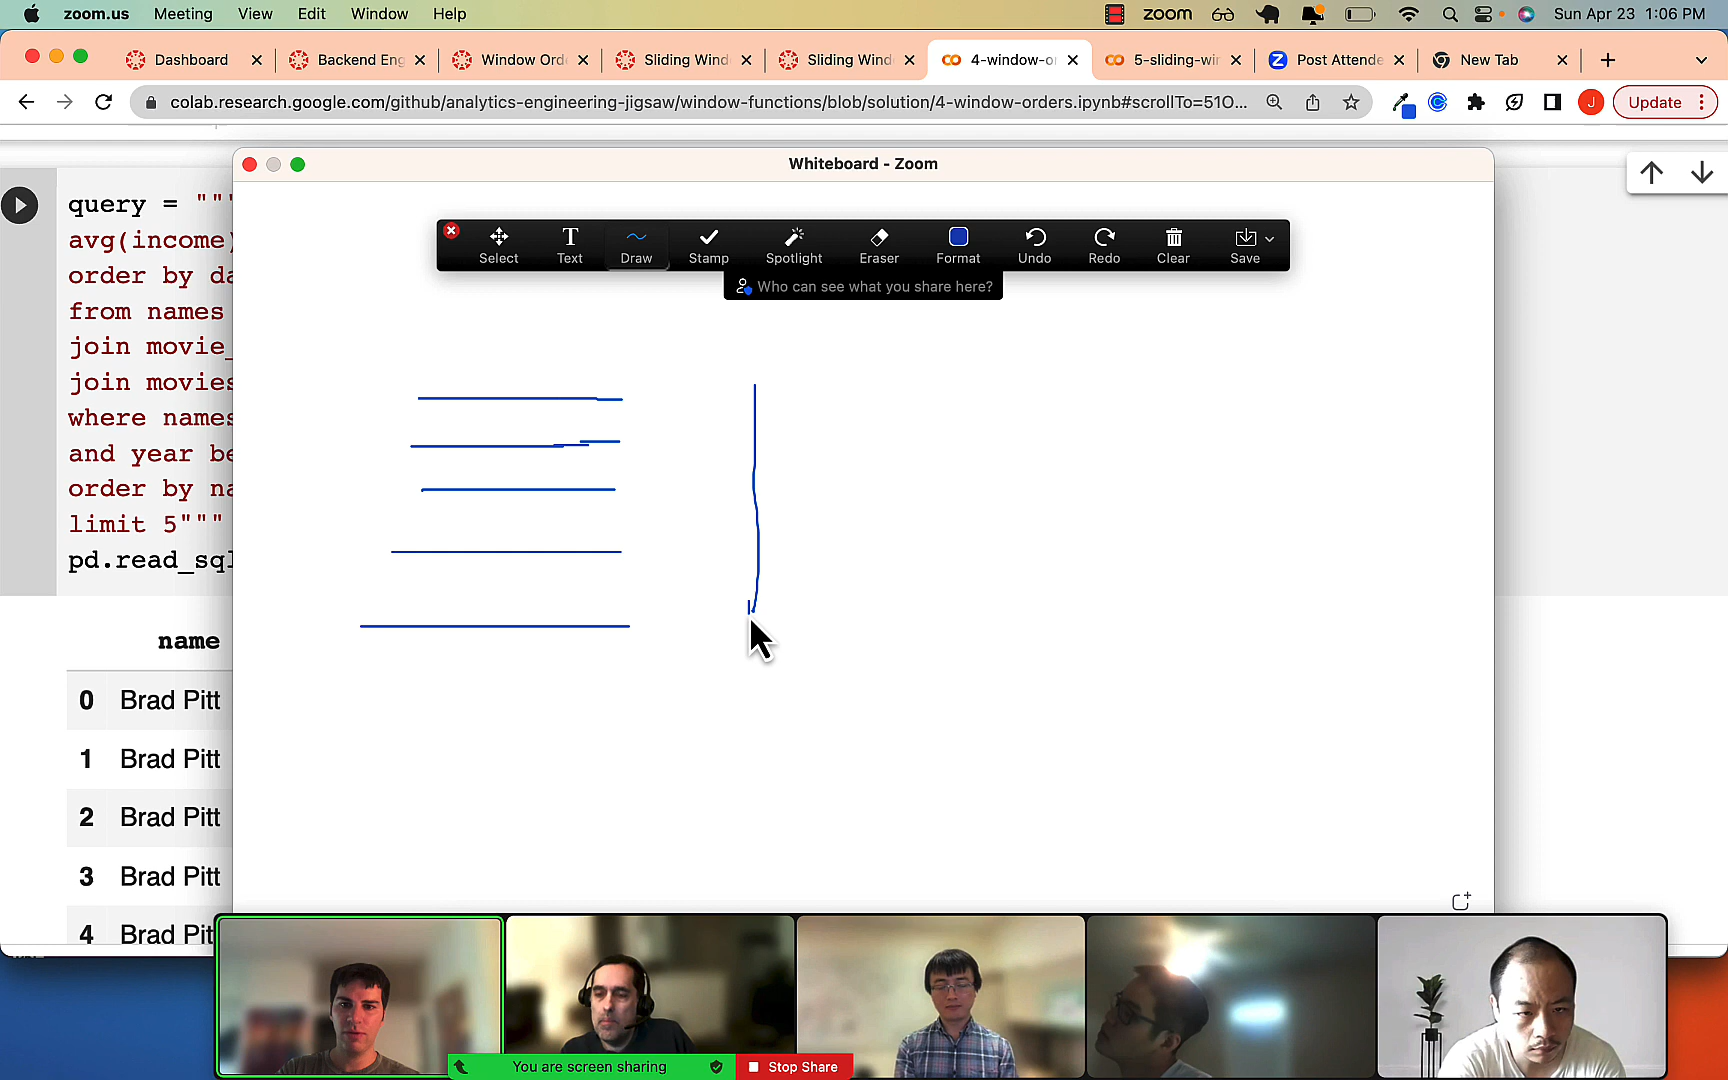 zoom.us Meeting View Edit Window Help zoom Sun Apr 23 1:06 PM
Dashboard Backend Eng Window Ord Sliding Wind Sliding Wind 4-window-o 5-sliding-wi Post Attende New Tab
colab.research.google.com/github/analytics-engineering-jigsaw/window-functions/blob/solution/4-window-orders.ipynb#scrollTo=51O... J Update
Whiteboard - Zoom
Select Text Draw Stamp Spotlight Eraser Format Undo Redo Clear Save
Who can see what you share here?
query = """
avg(income)
order by da
from names
join movie_
join movies
where names
and year be
order by na
limit 5"""
pd.read_sql
name
0 Brad Pitt
1 Brad Pitt
2 Brad Pitt
3 Brad Pitt
4 Brad Pit
You are screen sharing Stop Share